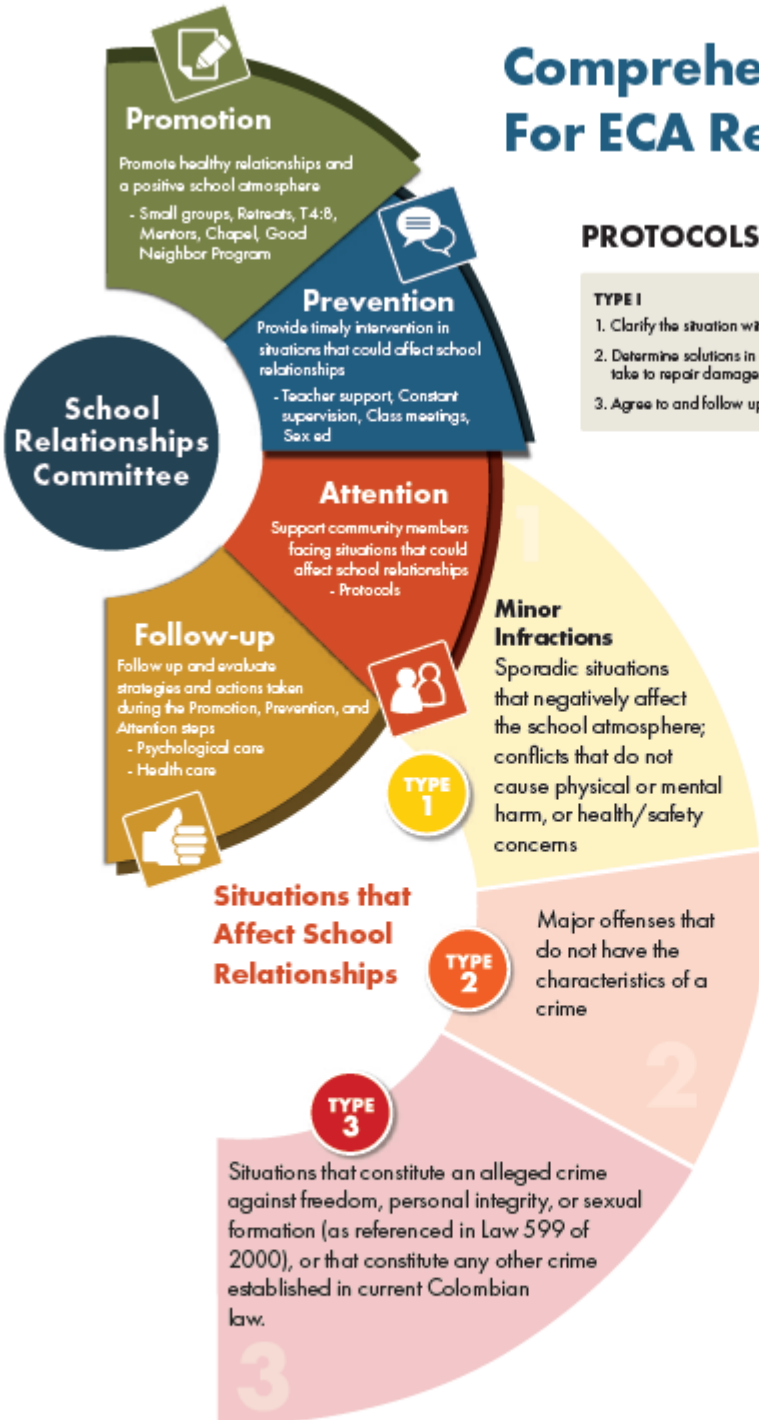 Comprehe
For ECA Re
Promotion
Promote healthy relationships and
a positive school atmosphere
- Small groups, Retreats, T4:8,
Mentors, Chapel, Good
Neighbor Program
Prevention
Provide timely intervention in
situations that could affect school
relationships
- Teacher support, Constant
supervision, Class meetings,
Sex ed
School
Relationships
Committee
Attention
Support community members
facing situations that could
affect school relationships
- Protocols
Follow-up
Follow up and evaluate
strategies and actions taken
during the Promotion, Prevention, and
Attention steps
- Psychological care
- Health care
PROTOCOLS
TYPE I
1. Clarify the situation wi
2. Determine solutions in
take to repair damage
3. Agree to and follow up
Situations that
Affect School
Relationships
TYPE
1
1
Minor
Infractions
Sporadic situations
that negatively affect
the school atmosphere;
conflicts that do not
cause physical or mental
harm, or health/safety
concerns
TYPE
2
Major offenses that
do not have the
characteristics of a
crime
2
TYPE
3
Situations that constitute an alleged crime
against freedom, personal integrity, or sexual
formation (as referenced in Law 599 of
2000), or that constitute any other crime
established in current Colombian
law.
3